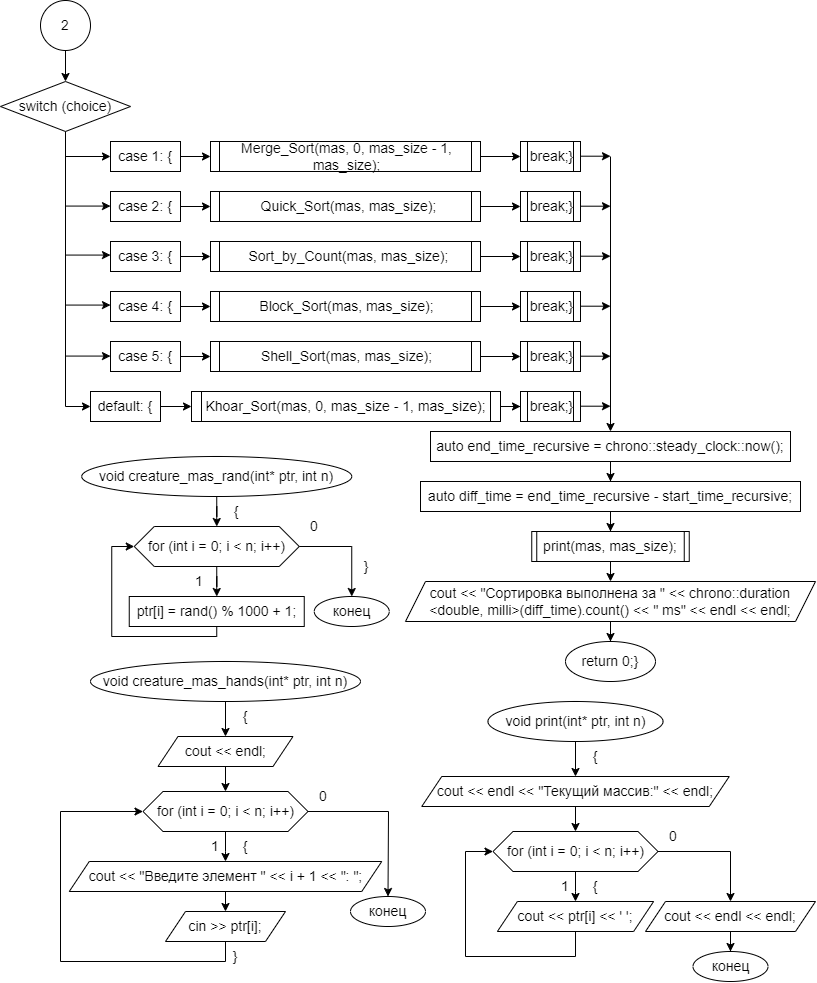 2
switch (choice)
case 1: {
Merge_Sort(mas, 0, mas_size - 1,
mas_size);
break;}
case 2: {
Quick_Sort(mas, mas_size);
break;}
case 3: {
Sort_by_Count(mas, mas_size);
break;}
case 4: {
Block_Sort(mas, mas_size);
break;}
case 5: {
Shell_Sort(mas, mas_size);
break;}
default: {
Khoar_Sort(mas, 0, mas_size - 1, mas_size);
break;}
auto end_time_recursive = chrono::steady_clock::now();
auto diff_time = end_time_recursive - start_time_recursive;
print(mas, mas_size);
cout << "Сортировка выполнена за " << chrono::duration
<double, milli>(diff_time).count() << " ms" << endl << endl;
return 0;}
void creature_mas_rand(int* ptr, int n)
{
for (int i = 0; i < n; i++)
0
}
1
ptr[i] = rand() % 1000 + 1;
конец
void creature_mas_hands(int* ptr, int n)
{
cout << endl;
for (int i = 0; i < n; i++)
0
1
{
cout << "Введите элемент " << i + 1 << ": ";
cin >> ptr[i];
}
конец
void print(int* ptr, int n)
{
cout << endl << "Текущий массив:" << endl;
for (int i = 0; i < n; i++)
0
1
{
cout << ptr[i] << ' ';
cout << endl << endl;
конец